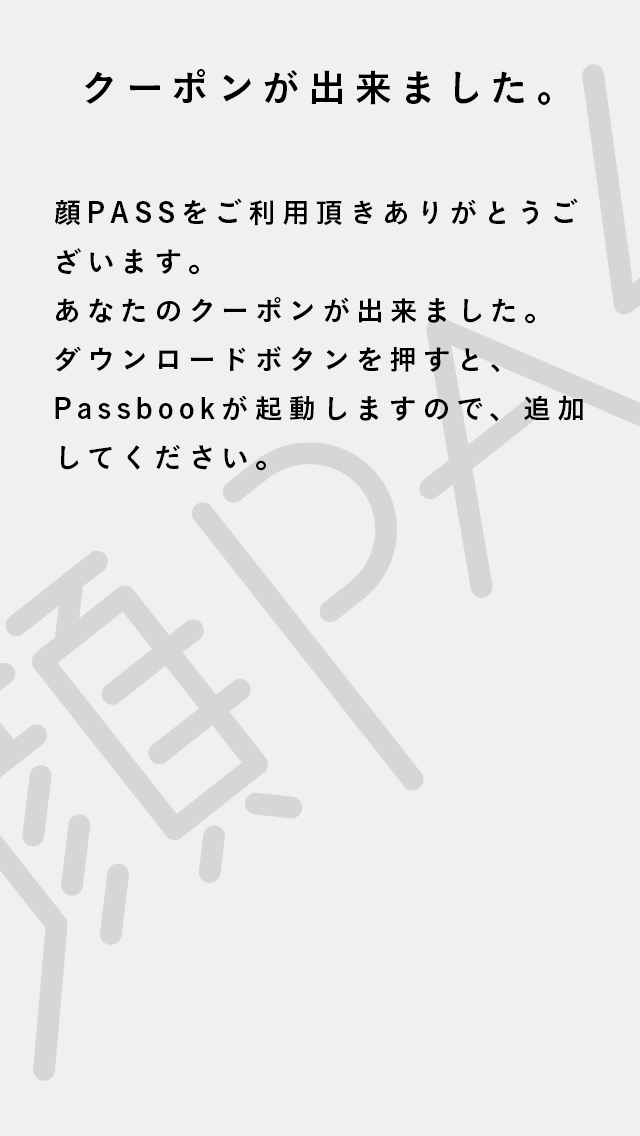 クーポンが出来ました。
顔PASSをご利用頂きありがとうご
ざいます。
あなたのクーポンが出来ました。
ダウンロードボタンを押すと、
Passbookが起動しますので、追加
してください。
顔PAS